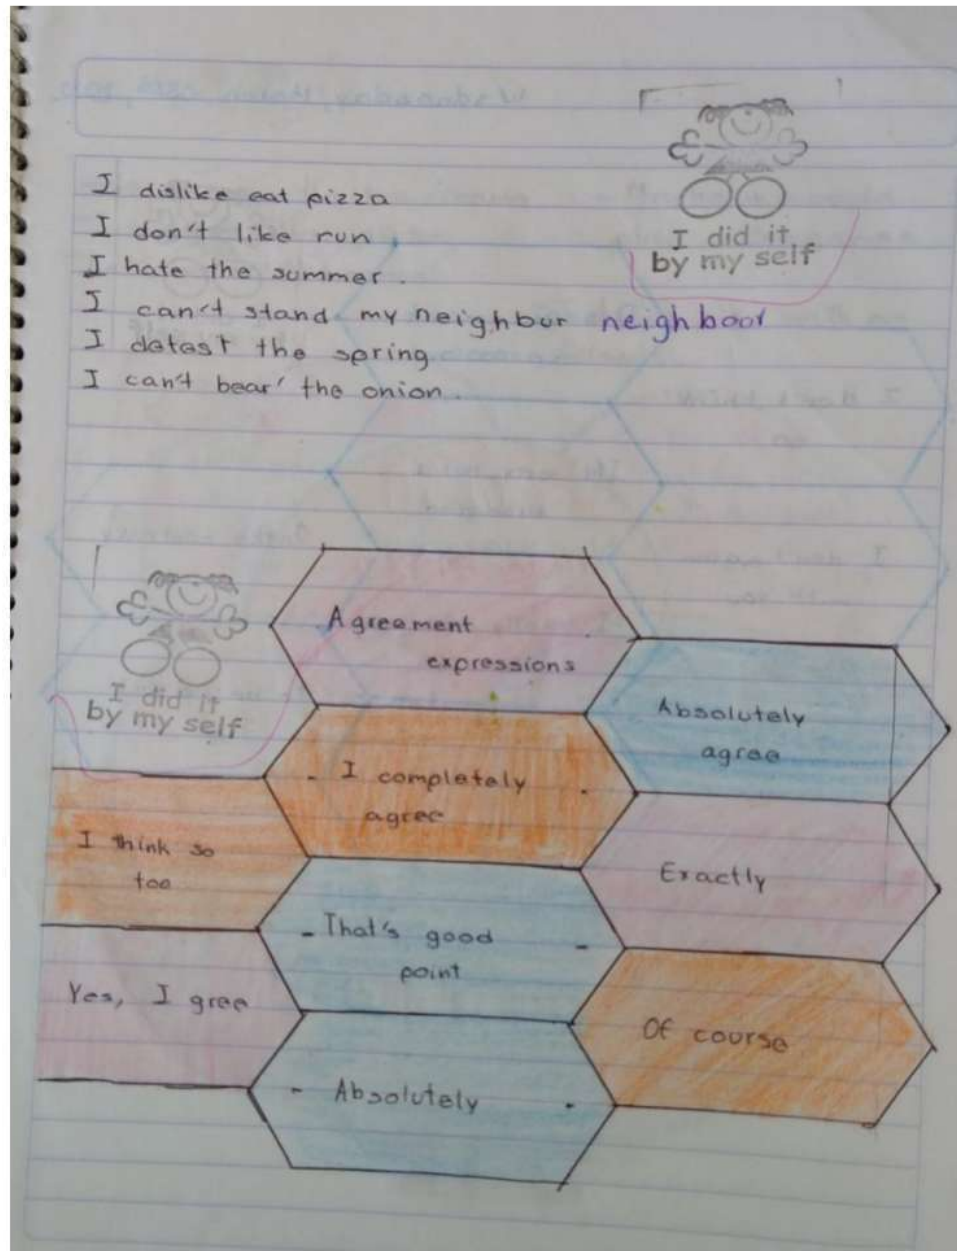 I did it
by my self
I dislike eat pizza
I don't like run
I hate the summer.
I can't stand my neighbur neighboor
I detest the spring
I can't bear' the onion.
I did it
by my self
Agreement
expressions
Absolutely
agree
- I completely
agree
I think so
too
Exactly
- That's good -
point
Yes, I gree
Of course
- Absolutely